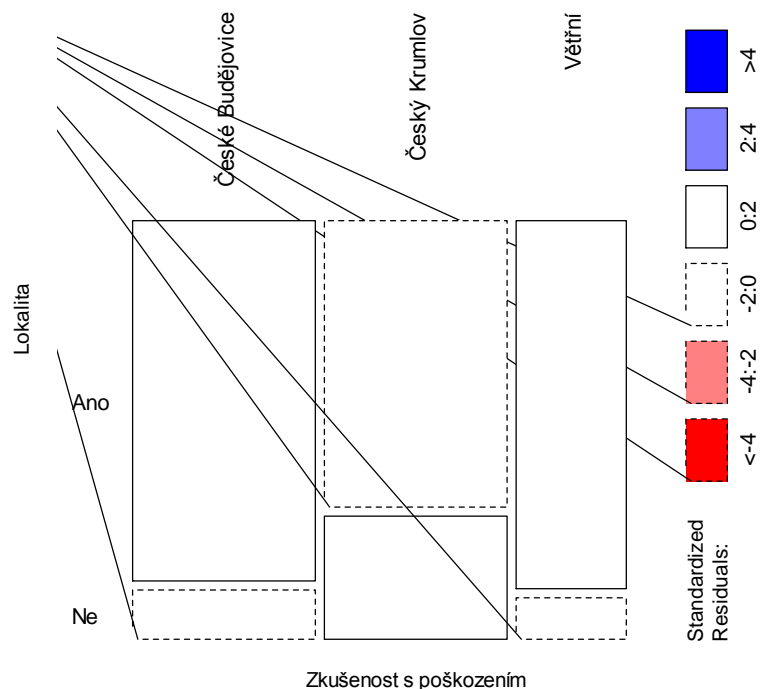 České Budějovice
Český Krumlov
Větřní
Lokalita
Ano
Ne
Zkušenost s poškozením
Standardized
Residuals:
<-4
-4:-2
-2:0
0:2
2:4
>4